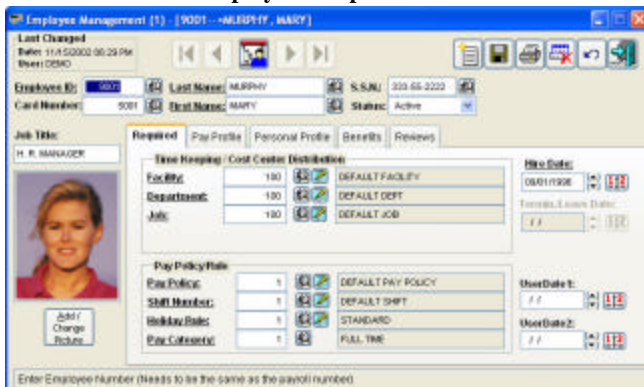 Employee Management (1) - [9001-->MURPHY , MARY]
Last Changed
Date: 11/15/2002 06:29 PM
User: DEMO
Employee ID: 9001 Last Name: MURPHY S.S.N.: 333-55-2222
Card Number: 9001 First Name: MARY Status: Active
Job Title: Required Pay Profile Personal Profile Benefits Reviews
H. R. MANAGER
Time Keeping / Cost Center Distribution
Hire Date:
Facility: -100 DEFAULT FACILITY 06/01/1998
Department: -100 DEFAULT DEPT
Job: -100 DEFAULT JOB / /
Pay Policy/Rule
Pay Policy: 1 DEFAULT PAY POLICY UserDate1:
Shift Number: 1 DEFAULT SHIFT / /
Holiday Rule: 1 STANDARD UserDate2:
Pay Category: 1 FULL TIME / /
Add /
Change
Picture
Enter Employee Number (Needs to be the same as the payroll number)